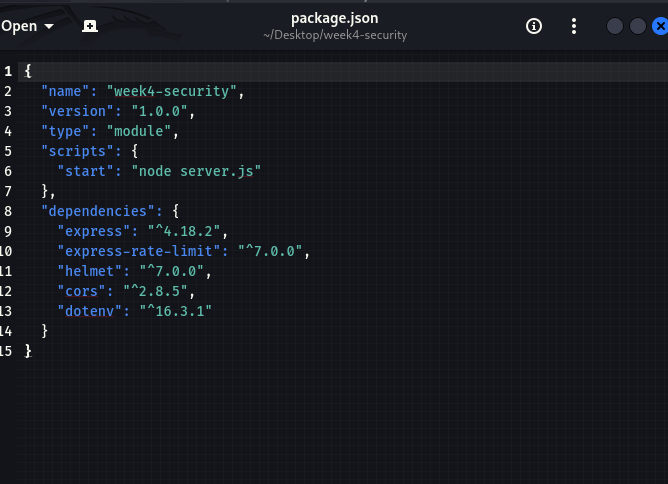 Open
package.json
~/Desktop/week4-security
1 {
2   "name": "week4-security",
3   "version": "1.0.0",
4   "type": "module",
5   "scripts": {
6     "start": "node server.js"
7   },
8   "dependencies": {
9     "express": "^4.18.2",
10     "express-rate-limit": "^7.0.0",
11     "helmet": "^7.0.0",
12     "cors": "^2.8.5",
13     "dotenv": "^16.3.1"
14   }
15 }